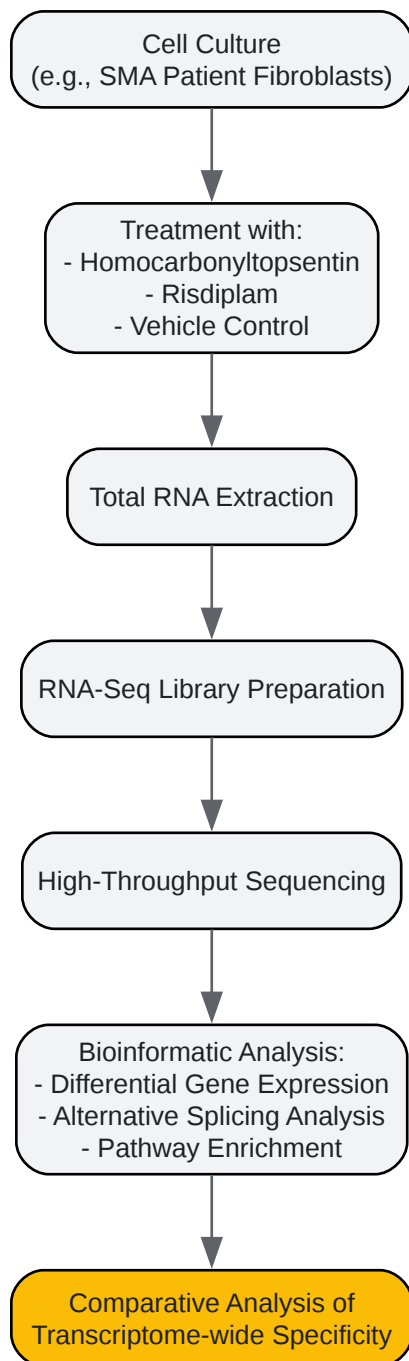 Cell Culture
(e.g., SMA Patient Fibroblasts)
Treatment with:
- Homocarbonyltopsentin
- Risdiplam
- Vehicle Control
Total RNA Extraction
RNA-Seq Library Preparation
High-Throughput Sequencing
Bioinformatic Analysis:
- Differential Gene Expression
- Alternative Splicing Analysis
- Pathway Enrichment
Comparative Analysis of
Transcriptome-wide Specificity